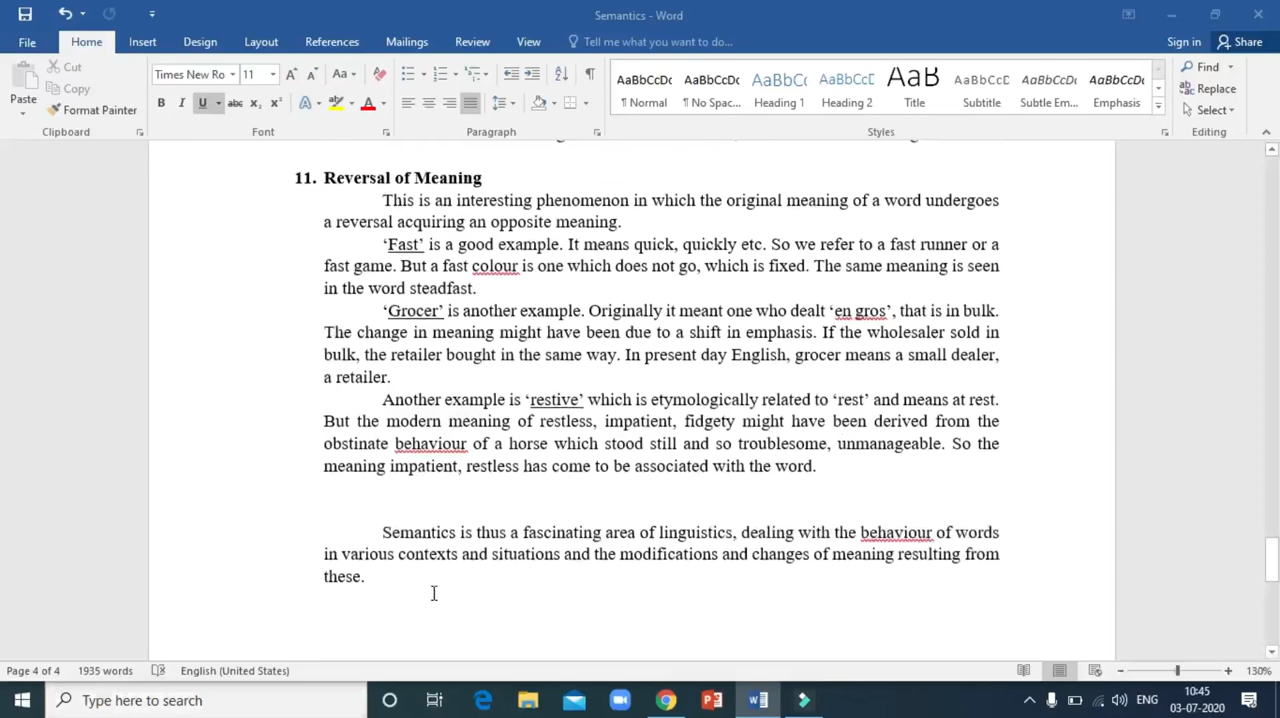 Semantics - Word
File Home Insert Design Layout References Mailings Review View Tell me what you want to do... Sign in Share
Paste
Cut
Copy
Format Painter
Clipboard
Times New Ro 11
Font
Paragraph
AaBbCcDc AaBbCcDc AaBbCc AaBbCcE AaB AaBbCcD AaBbCcDc AaBbCcDc
¶ Normal ¶ No Spac... Heading 1 Heading 2 Title Subtitle Subtle Em... Emphasis
Styles
Find
Replace
Select
Editing
11. Reversal of Meaning
This is an interesting phenomenon in which the original meaning of a word undergoes
a reversal acquiring an opposite meaning.
‘Fast’ is a good example. It means quick, quickly etc. So we refer to a fast runner or a
fast game. But a fast colour is one which does not go, which is fixed. The same meaning is seen
in the word steadfast.
‘Grocer’ is another example. Originally it meant one who dealt ‘en gros’, that is in bulk.
The change in meaning might have been due to a shift in emphasis. If the wholesaler sold in
bulk, the retailer bought in the same way. In present day English, grocer means a small dealer,
a retailer.
Another example is ‘restive’ which is etymologically related to ‘rest’ and means at rest.
But the modern meaning of restless, impatient, fidgety might have been derived from the
obstinate behaviour of a horse which stood still and so troublesome, unmanageable. So the
meaning impatient, restless has come to be associated with the word.
Semantics is thus a fascinating area of linguistics, dealing with the behaviour of words
in various contexts and situations and the modifications and changes of meaning resulting from
these.
Page 4 of 4 1935 words English (United States) 130%
Type here to search
ENG
10:45
03-07-2020